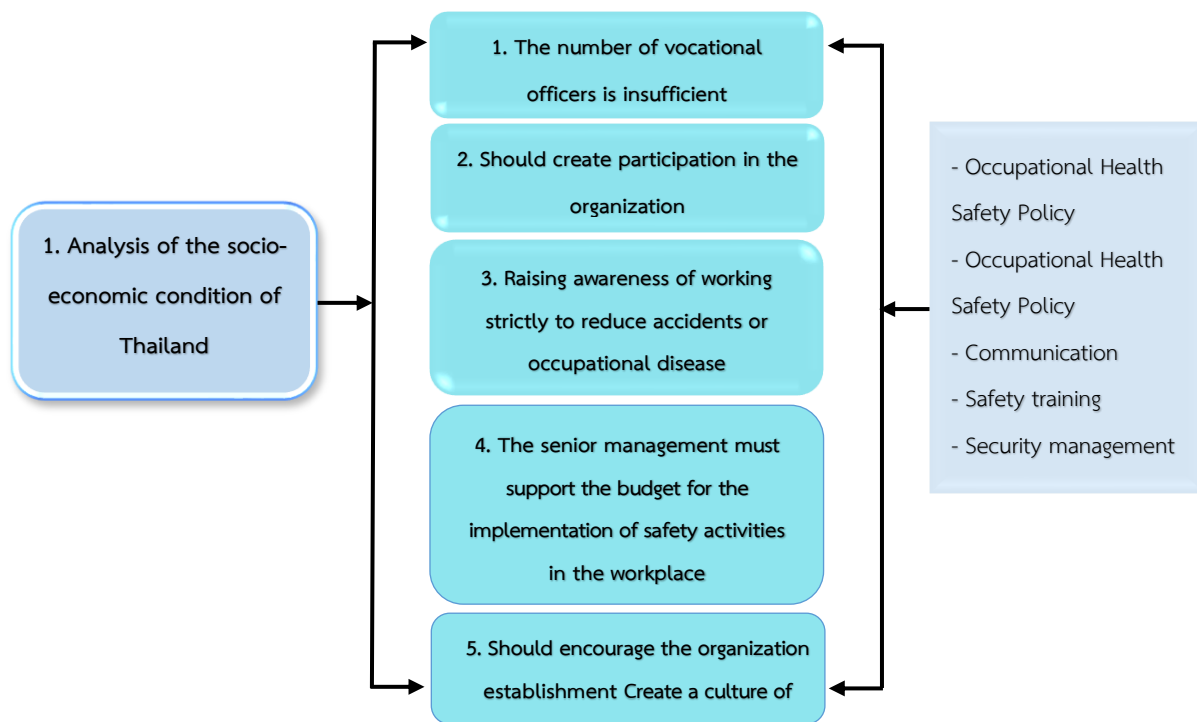 1. Analysis of the socio-
economic condition of
Thailand
1. The number of vocational
officers is insufficient
2. Should create participation in the
organization
3. Raising awareness of working
strictly to reduce accidents or
occupational disease
4. The senior management must
support the budget for the
implementation of safety activities
in the workplace
5. Should encourage the organization
establishment Create a culture of
- Occupational Health
Safety Policy
- Occupational Health
Safety Policy
- Communication
- Safety training
- Security management